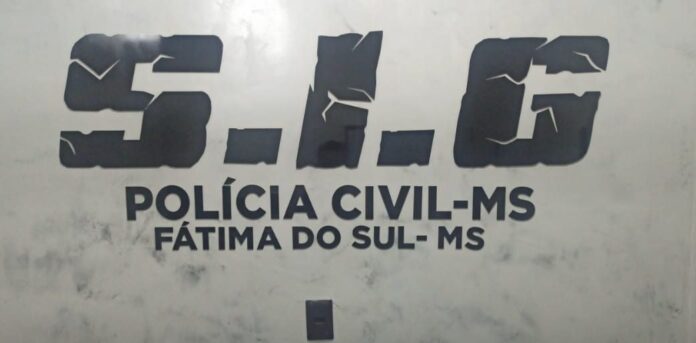 S.I.G
POLÍCIA CIVIL-MS
FÁTIMA DO SUL- MS